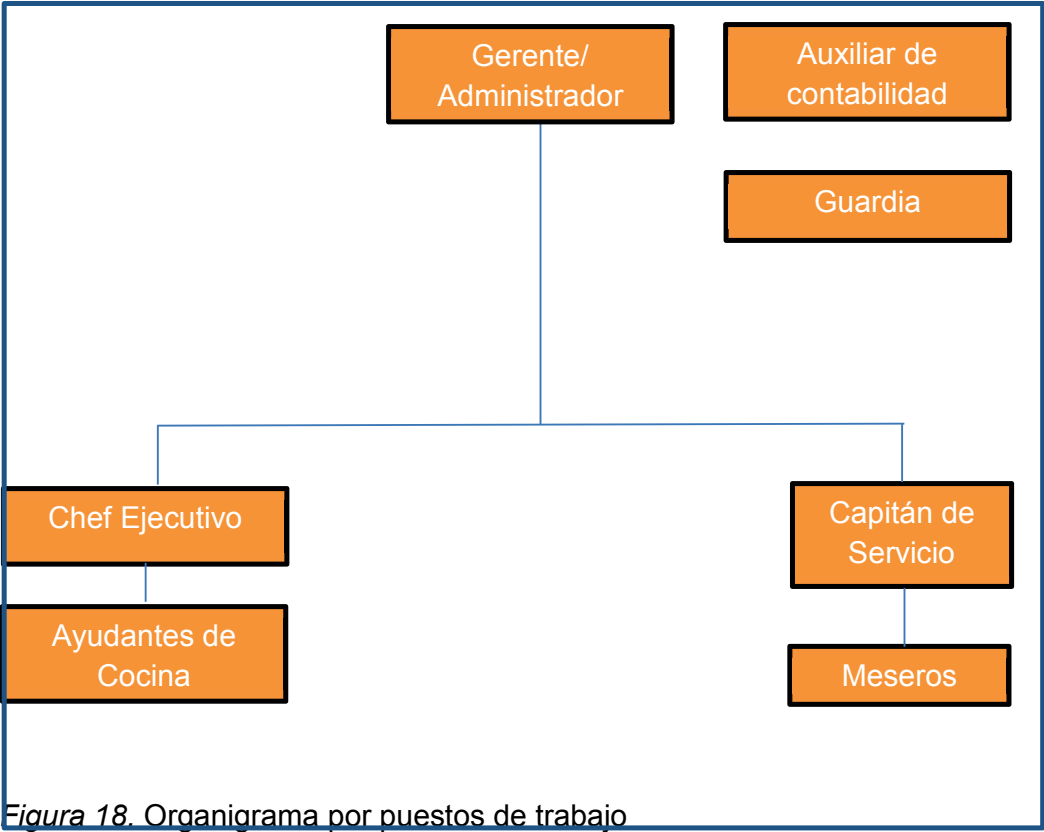 Gerente/
Administrador
Auxiliar de
contabilidad
Guardia
Chef Ejecutivo
Capitán de
Servicio
Ayudantes de
Cocina
Meseros
Figura 18. Organigrama por puestos de trabajo